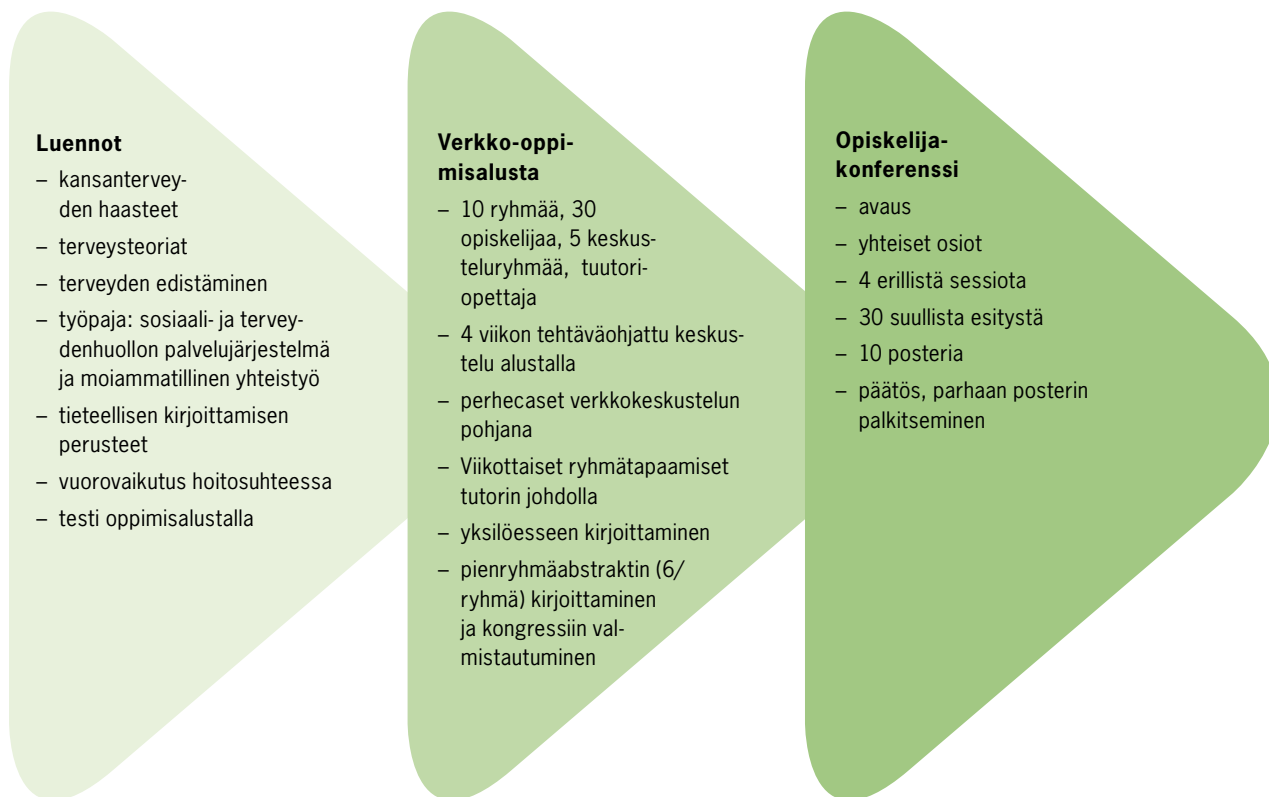 Luennot
– kansantervey-
den haasteet
– terveysteoriat
– terveyden edistäminen
– työpaja: sosiaali- ja tervey-
denhuollon palvelujärjestelmä
ja moiammatillinen yhteistyö
– tieteellisen kirjoittamisen
perusteet
– vuorovaikutus hoitosuhteessa
– testi oppimisalustalla
Verkko-oppi-
misalusta
– 10 ryhmää, 30
opiskelijaa, 5 keskus-
teluryhmää, tuutori-
opettaja
– 4 viikon tehtäväohjattu keskus-
telu alustalla
– perhecaset verkkokeskustelun
pohjana
– Viikottaiset ryhmätapaamiset
tutorin johdolla
– yksilöesseen kirjoittaminen
– pienryhmäabstraktin (6/
ryhmä) kirjoittaminen
ja kongressiin val-
mistautuminen
Opiskelija-
konferenssi
– avaus
– yhteiset osiot
– 4 erillistä sessiota
– 30 suullista esitystä
– 10 posteria
– päätös, parhaan posterin
palkitseminen